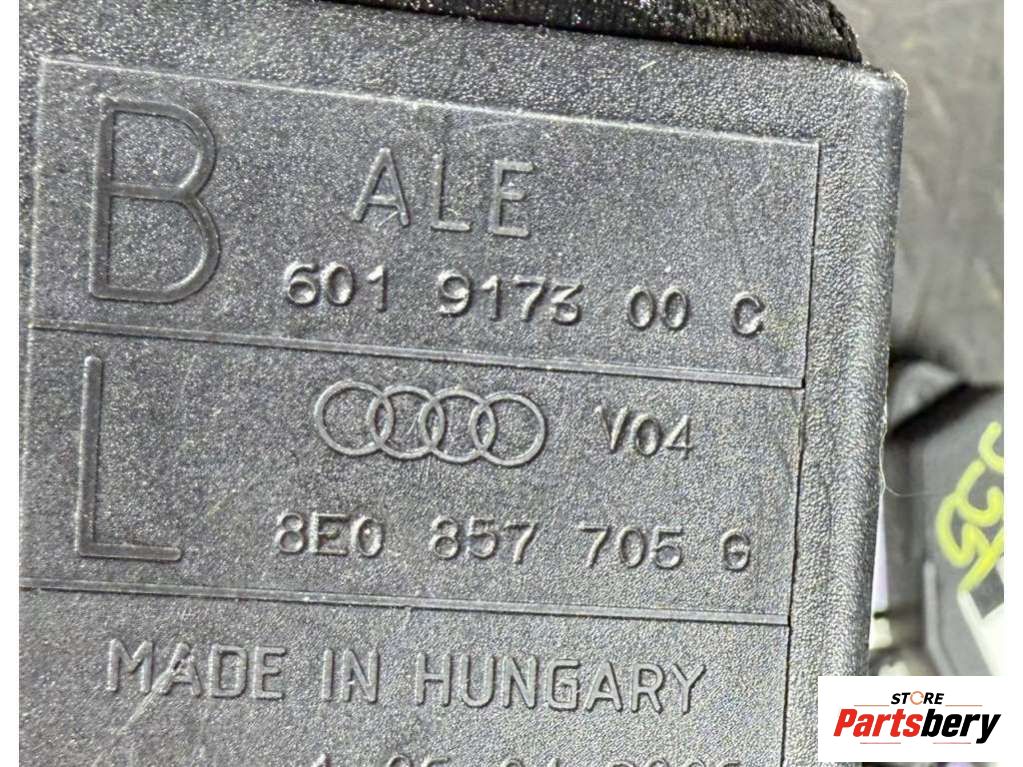 B
ALE
601 9173 00 C
L
V04
8E0 857 705 G
MADE IN HUNGARY
STORE
Partsbery